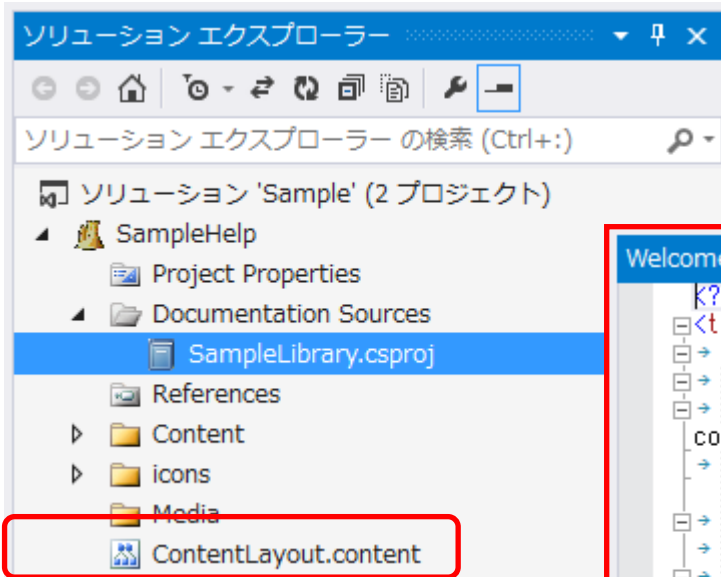 ソリューション エクスプローラー
ソリューション エクスプローラー の検索 (Ctrl+:)
ソリューション 'Sample' (2 プロジェクト)
SampleHelp
Project Properties
Documentation Sources
SampleLibrary.csproj
References
Content
icons
Media
ContentLayout.content
Welcome
<?
<t
co